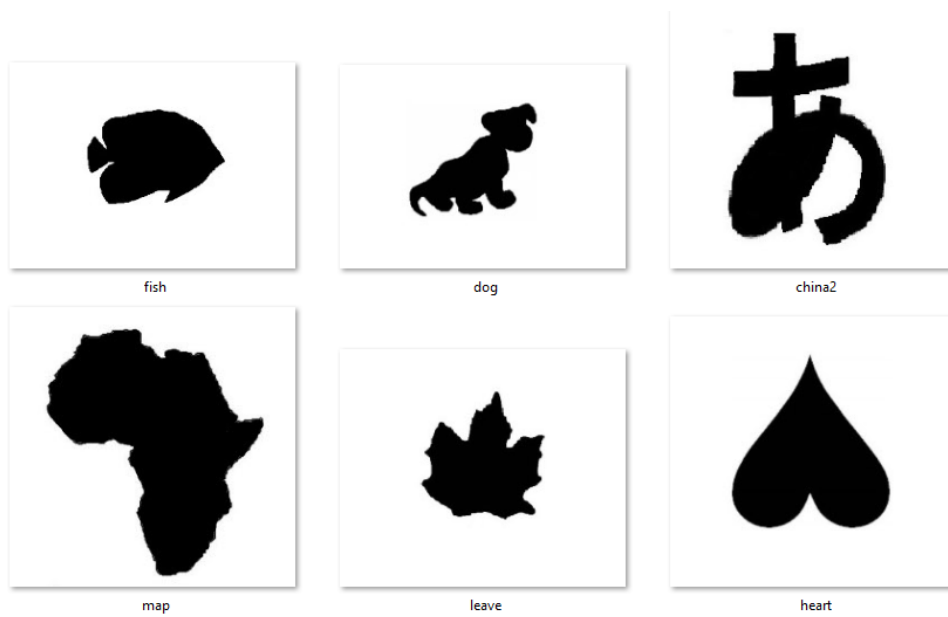 あ
fish
dog
china2
map
leave
heart